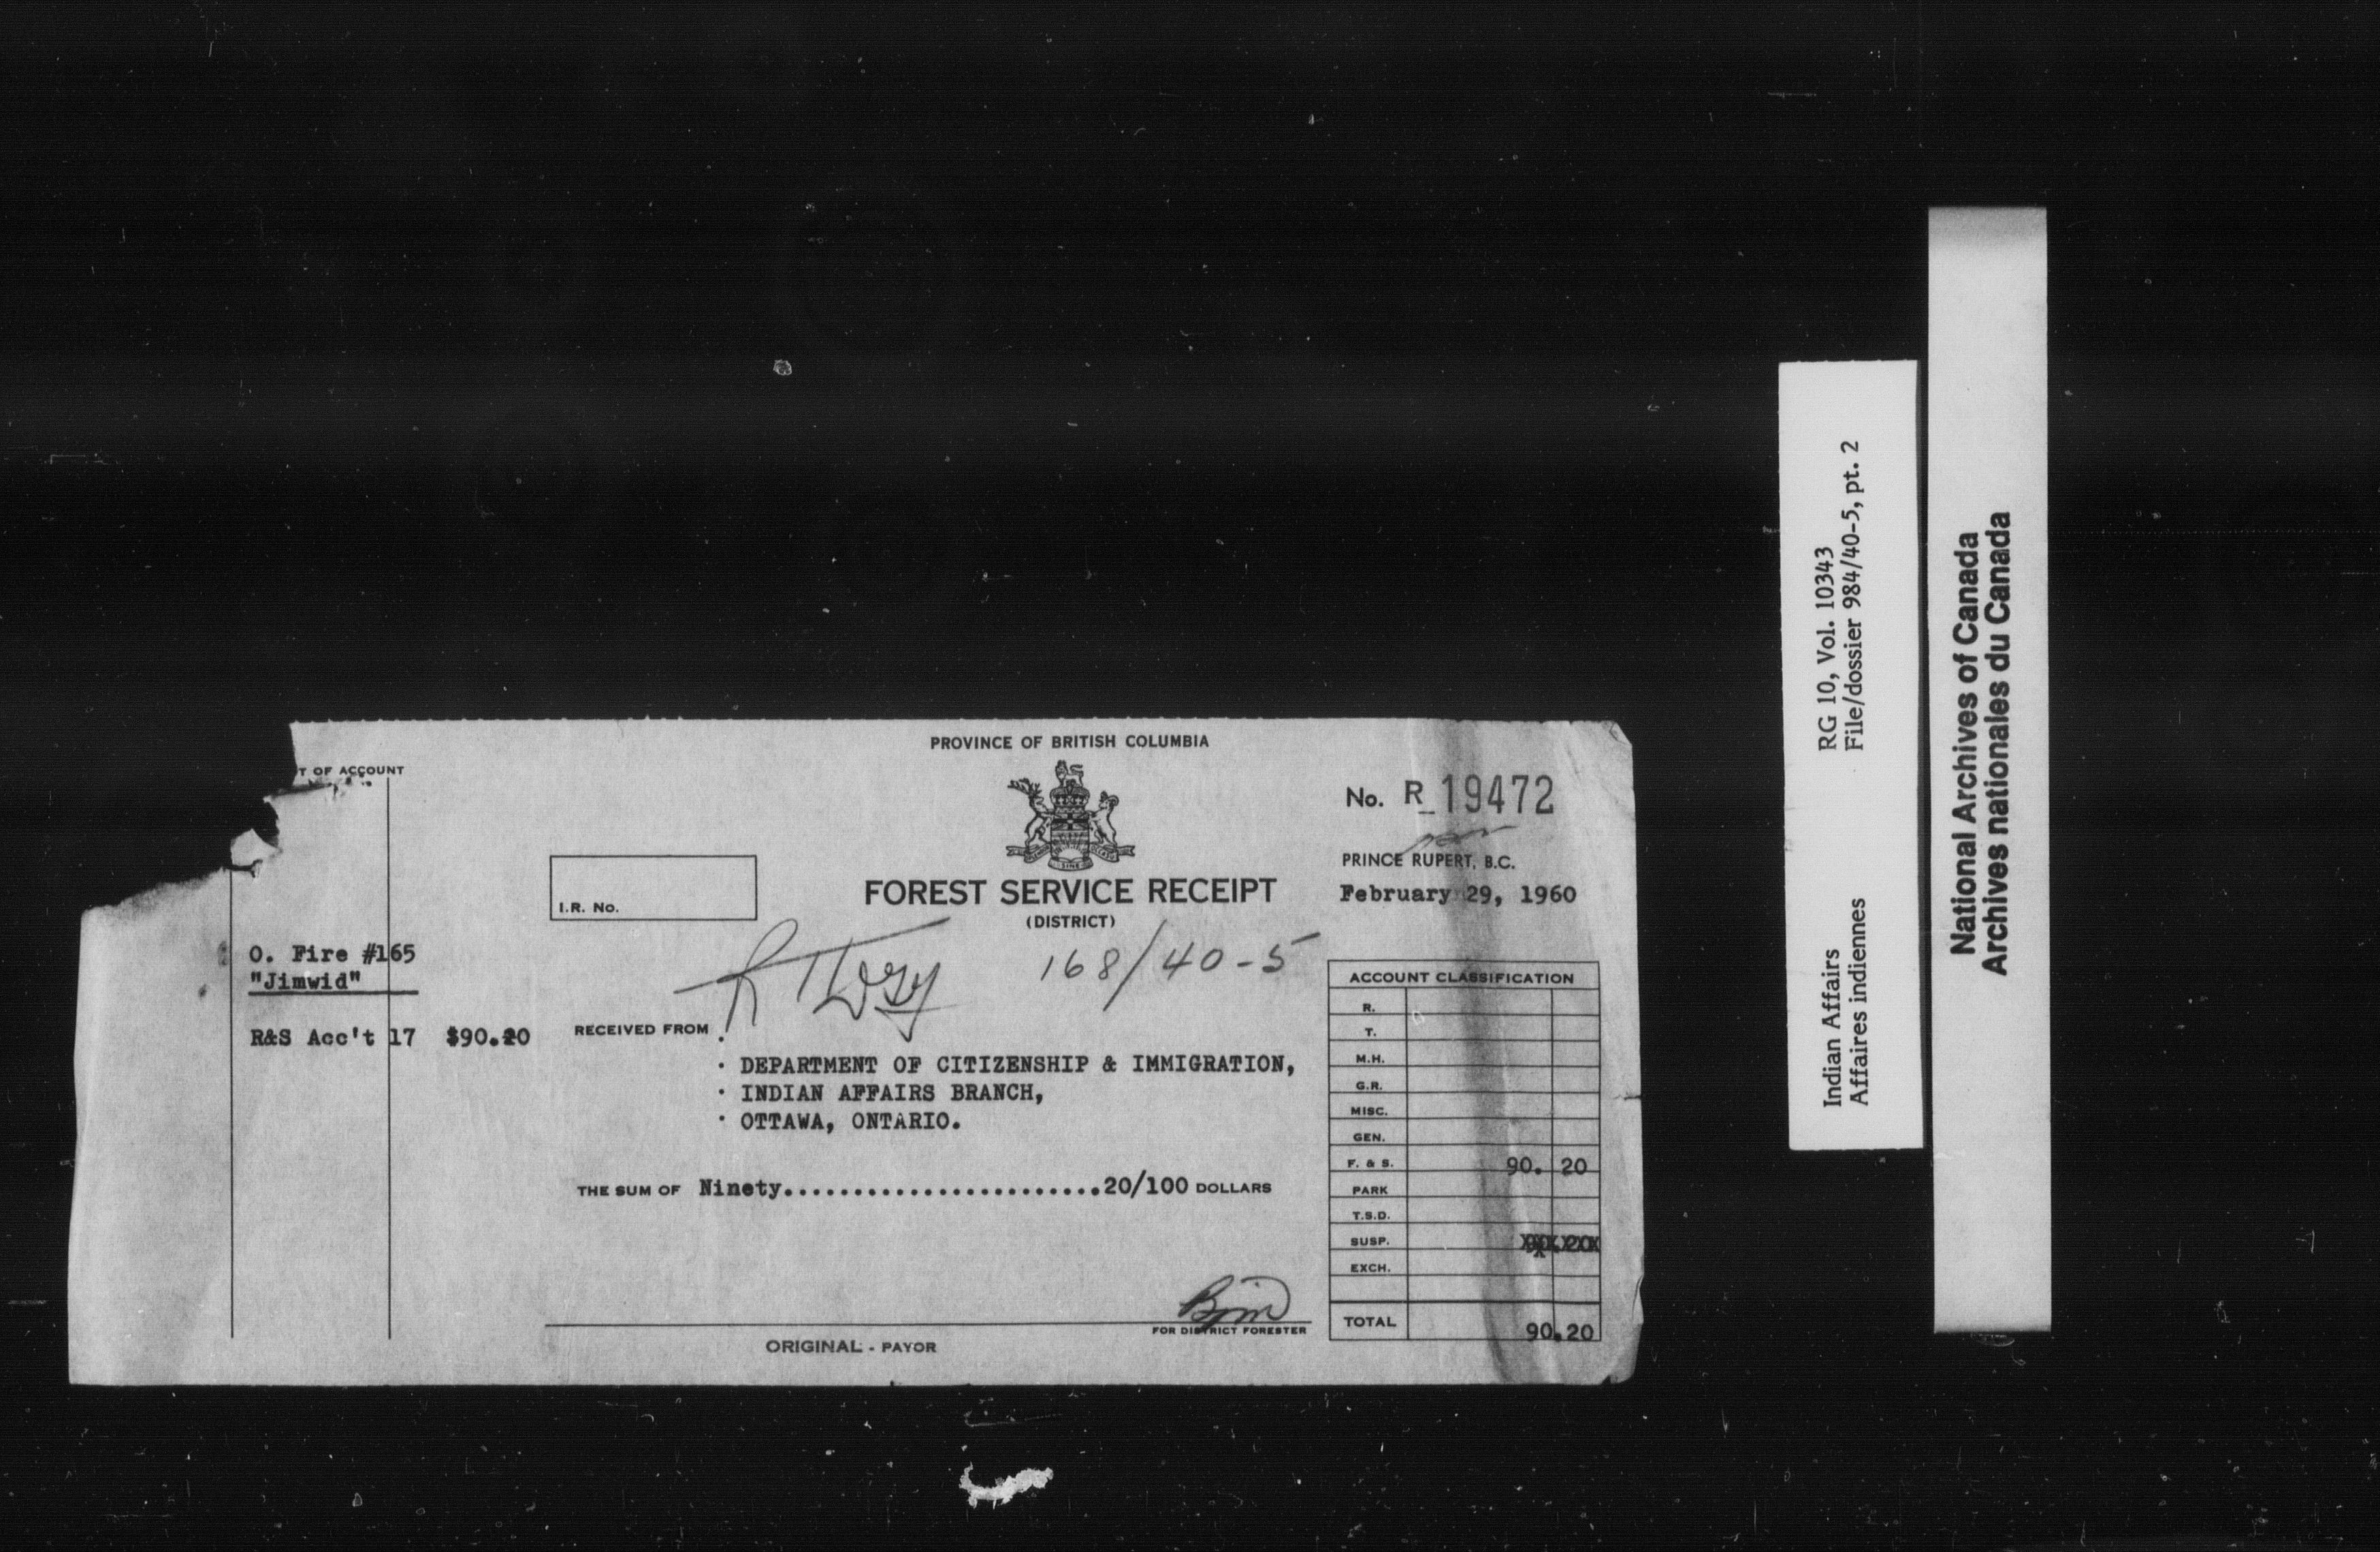 PROVINCE OF BRITISH COLUMBIA
T OF ACCOUNT
No. R 19472
PRINCE RUPERT, B.C.
I.R. No.
FOREST SERVICE RECEIPT
February 29, 1960
(DISTRICT)
168/40-5
O. Fire #165
"Jimwid"
R&S Acc't 17 $90.20
RECEIVED FROM
DEPARTMENT OF CITIZENSHIP & IMMIGRATION,
INDIAN AFFAIRS BRANCH,
OTTAWA, ONTARIO.
THE SUM OF Ninety........................20/100 DOLLARS
FOR DISTRICT FORESTER
ORIGINAL - PAYOR
ACCOUNT CLASSIFICATION
R.
T.
M.H.
G.R.
MISC.
GEN.
F. & S. 90. 20
PARK
T.S.D.
SUSP.
EXCH.
TOTAL 90.20
Indian Affairs RG 10, Vol. 10343
Affaires indiennes File/dossier 984/40-5, pt. 2
National Archives of Canada
Archives nationales du Canada